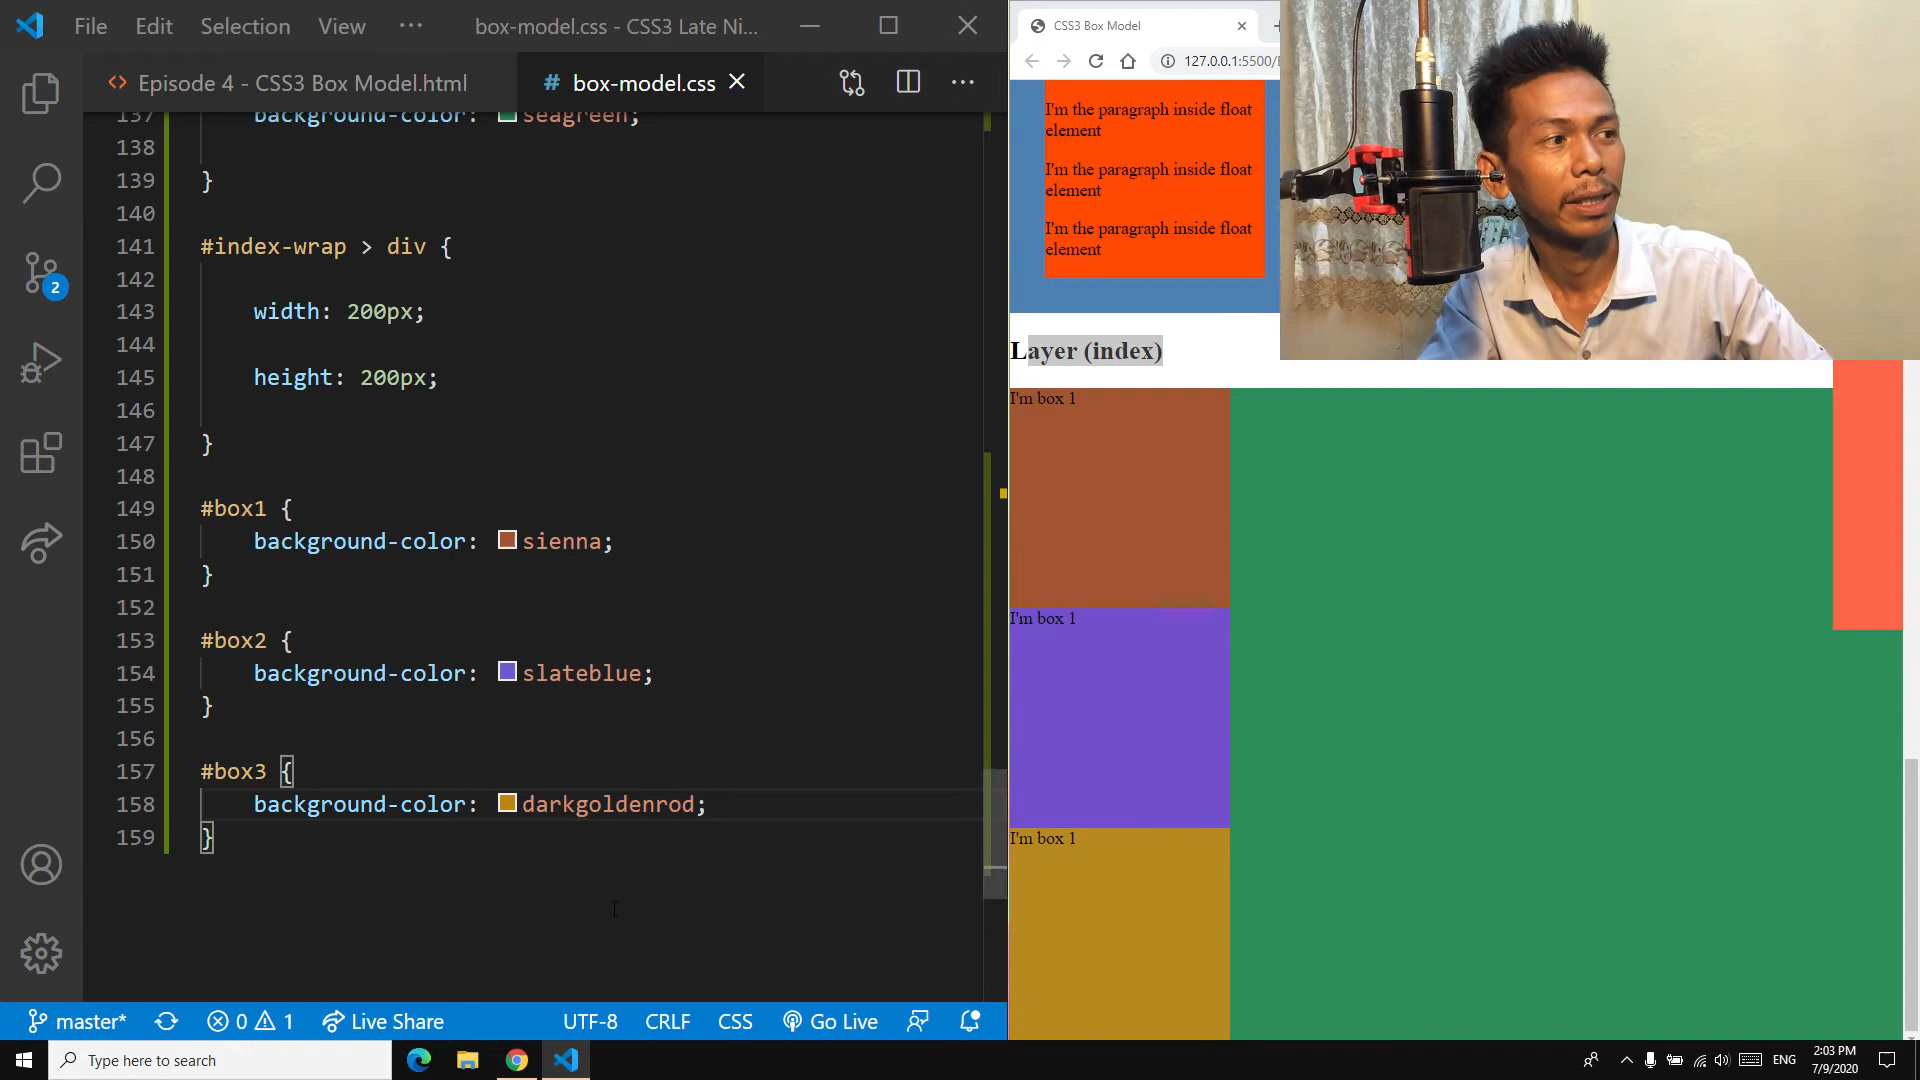 File Edit Selection View ··· box-model.css - CSS3 Late Ni...
Episode 4 - CSS3 Box Model.html
# box-model.css
137 background-color: seagreen;
138
139 }
140
141 #index-wrap > div {
142
143 width: 200px;
144
145 height: 200px;
146
147 }
148
149 #box1 {
150 background-color: sienna;
151 }
152
153 #box2 {
154 background-color: slateblue;
155 }
156
157 #box3 {
158 background-color: darkgoldenrod;
159 }
2
master* 0 1 Live Share UTF-8 CRLF CSS Go Live
CSS3 Box Model
127.0.0.1:5500/
I'm the paragraph inside float
element
I'm the paragraph inside float
element
I'm the paragraph inside float
element
Layer (index)
I'm box 1
I'm box 1
I'm box 1
Type here to search
ENG
2:03 PM
7/9/2020